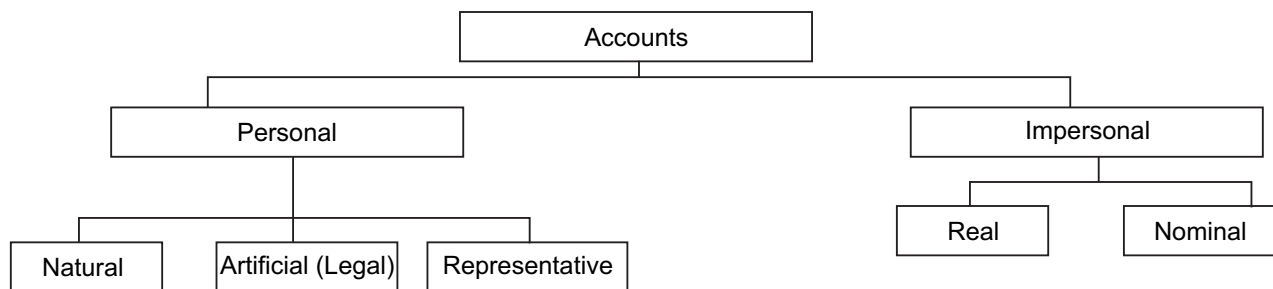 Accounts
Personal
Impersonal
Real
Nominal
Natural
Artificial (Legal)
Representative